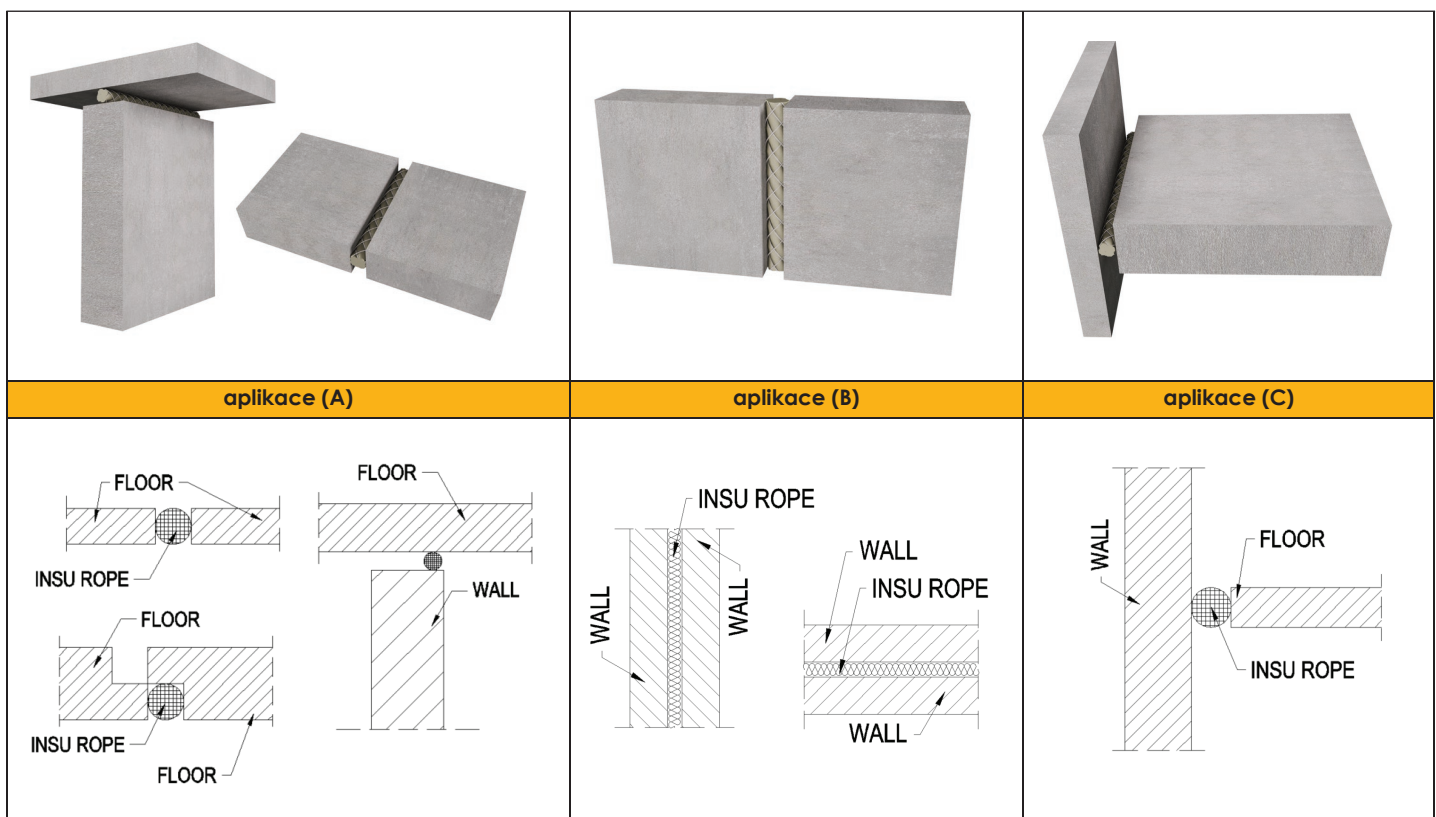 aplikace (A)
aplikace (B)
aplikace (C)
FLOOR
INSU ROPE
FLOOR
WALL
FLOOR
INSU ROPE
FLOOR
INSU ROPE
WALL
WALL
WALL
INSU ROPE
WALL
WALL
FLOOR
INSU ROPE